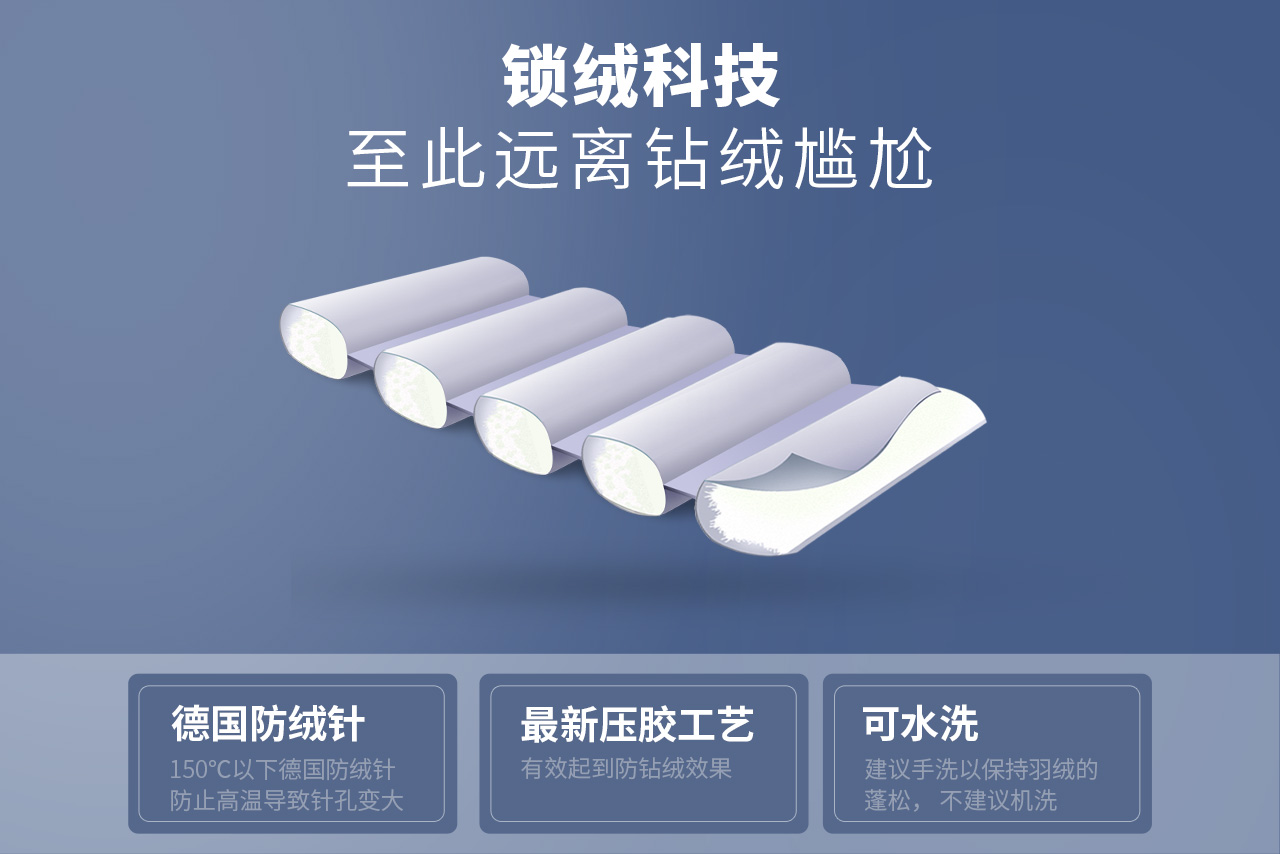 锁绒科技
至此远离钻绒尴尬
德国防绒针
150℃以下德国防绒针
防止高温导致针孔变大
最新压胶工艺
有效起到防钻绒效果
可水洗
建议手洗以保持羽绒的
蓬松， 不建议机洗